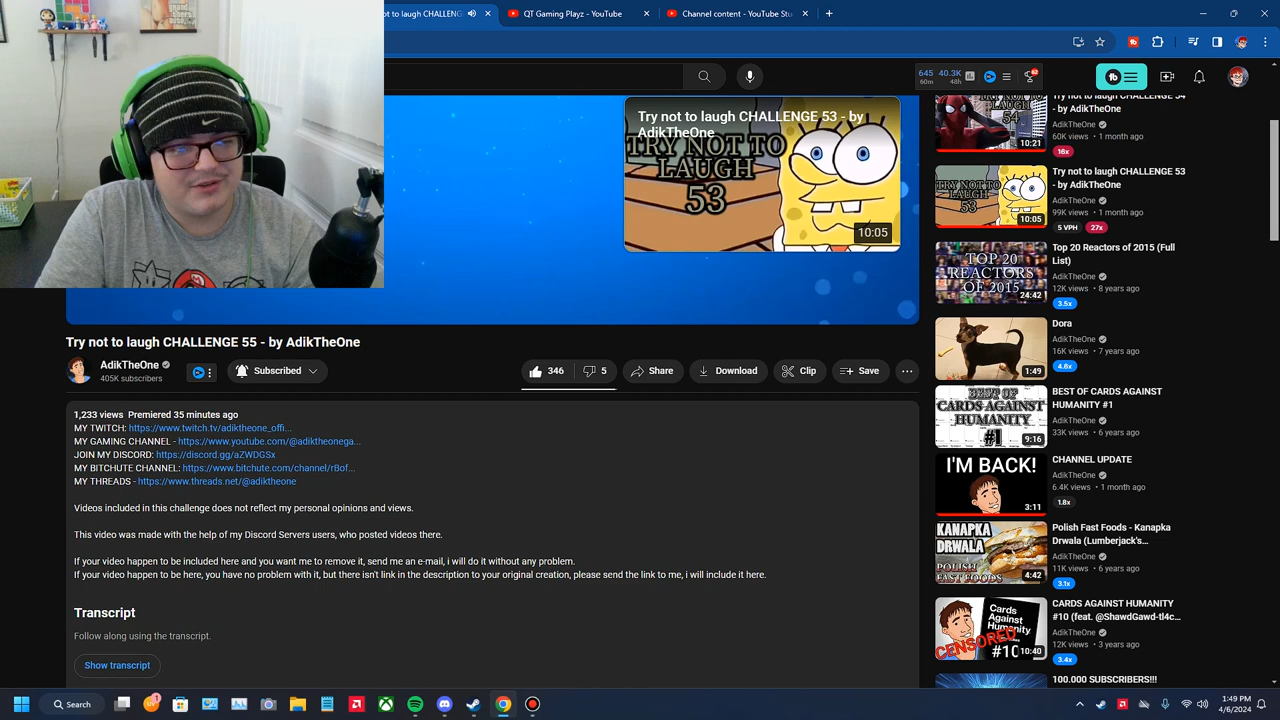 ot to laugh CHALLENG
QT Gaming Playz - YouTube
Channel content - YouTube Stu
645
60m
40.3K
48h
62
TRY NOT TO
LAUGH
53
Try not to laugh CHALLENGE 53 - by
AdikTheOne
10:05
Try not to laugh CHALLENGE 55 - by AdikTheOne
AdikTheOne
405K subscribers
Subscribed
346
5
Share
Download
Clip
Save
1,233 views Premiered 35 minutes ago
MY TWITCH: https://www.twitch.tv/adiktheone_offi...
MY GAMING CHANNEL - https://www.youtube.com/@adiktheonega...
JOIN MY DISCORD: https://discord.gg/aZWDGSx
MY BITCHUTE CHANNEL: https://www.bitchute.com/channel/rBof...
MY THREADS - https://www.threads.net/@adiktheone
Videos included in this challenge does not reflect my personal opinions and views.
This video was made with the help of my Discord Servers users, who posted videos there.
If your video happen to be included here and you want me to remove it, send me an e-mail, i will do it without any problem.
If your video happen to be here, you have no problem with it, but there isn't link in the description to your original creation, please send the link to me, i will include it here.
Transcript
Follow along using the transcript.
Show transcript
54
10:21
Try not to laugh CHALLENGE 54
- by AdikTheOne
AdikTheOne
60K views • 1 month ago
16x
TRY NOT TO
LAUGH
53
10:05
Try not to laugh CHALLENGE 53
- by AdikTheOne
AdikTheOne
99K views • 1 month ago
5 VPH
27x
TOP 20
REACTORS
OF 2015
24:42
Top 20 Reactors of 2015 (Full
List)
AdikTheOne
12K views • 8 years ago
3.5x
1:49
Dora
AdikTheOne
16K views • 7 years ago
4.6x
BEST OF
CARDS AGAINST
HUMANITY
#1
9:16
BEST OF CARDS AGAINST
HUMANITY #1
AdikTheOne
33K views • 6 years ago
I'M BACK!
3:11
CHANNEL UPDATE
AdikTheOne
6.4K views • 1 month ago
1.8x
KANAPKA
DRWALA
POLISH
FAST FOODS
4:42
Polish Fast Foods - Kanapka
Drwala (Lumberjack's...
AdikTheOne
11K views • 6 years ago
3.1x
Cards
Against
Humanity
CENSORED
#10
10:40
CARDS AGAINST HUMANITY
#10 (feat. @ShawdGawd-tl4c...
AdikTheOne
12K views • 3 years ago
3.4x
100.000 SUBSCRIBERS!!!
Search
1
1:49 PM
4/6/2024